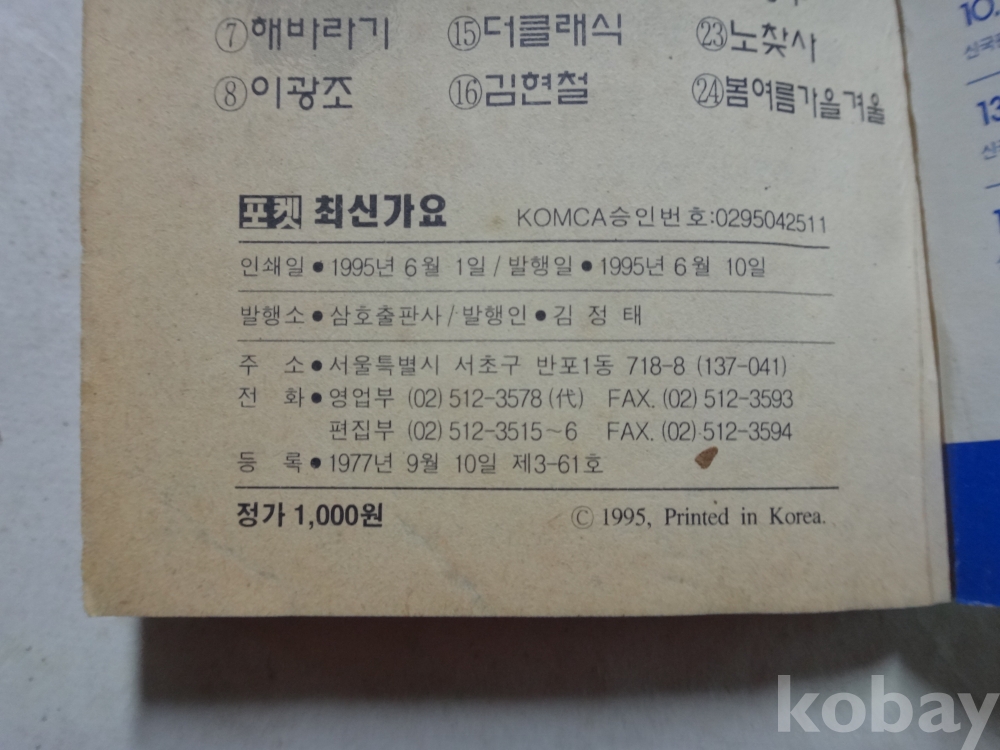 ⑦해바라기 ⑮더클래식 ㉓노찾사
⑧이광조 ⑯김현철 ㉔봄여름가을겨울
포켓 최신가요 KOMCA승인번호:0295042511
인쇄일 ● 1995년 6월 1일 / 발행일 ● 1995년 6월 10일
발행소 ● 삼호출판사 / 발행인 ● 김 정 태
주 소 ● 서울특별시 서초구 반포1동 718-8 (137-041)
전 화 ● 영업부 (02) 512-3578 (代) FAX. (02) 512-3593
편집부 (02) 512-3515~6 FAX. (02) 512-3594
등 록 ● 1977년 9월 10일 제3-61호
정가 1,000원 © 1995, Printed in Korea.
10.
13
kobay